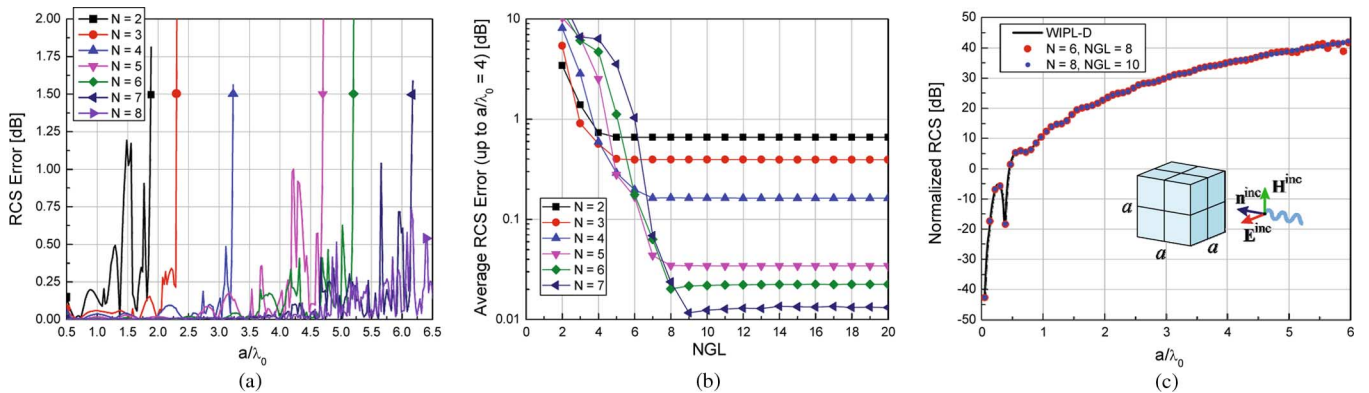 2.00
1.75
1.50
1.25
1.00
0.75
0.50
0.25
0.00
RCS Error [dB]
N = 2
N = 3
N = 4
N = 5
N = 6
N = 7
N = 8
0.5 1.0 1.5 2.0 2.5 3.0 3.5 4.0 4.5 5.0 5.5 6.0 6.5
a/λ0
(a)
10
1
0.1
0.01
Average RCS Error (up to a/λ0 = 4) [dB]
N = 2
N = 3
N = 4
N = 5
N = 6
N = 7
0 2 4 6 8 10 12 14 16 18 20
NGL
(b)
50
40
30
20
10
0
-10
-20
-30
-40
-50
Normalized RCS [dB]
WIPL-D
N = 6, NGL = 8
N = 8, NGL = 10
a
a
a
H^inc
n^inc
E^inc
0 1 2 3 4 5 6
a/λ0
(c)